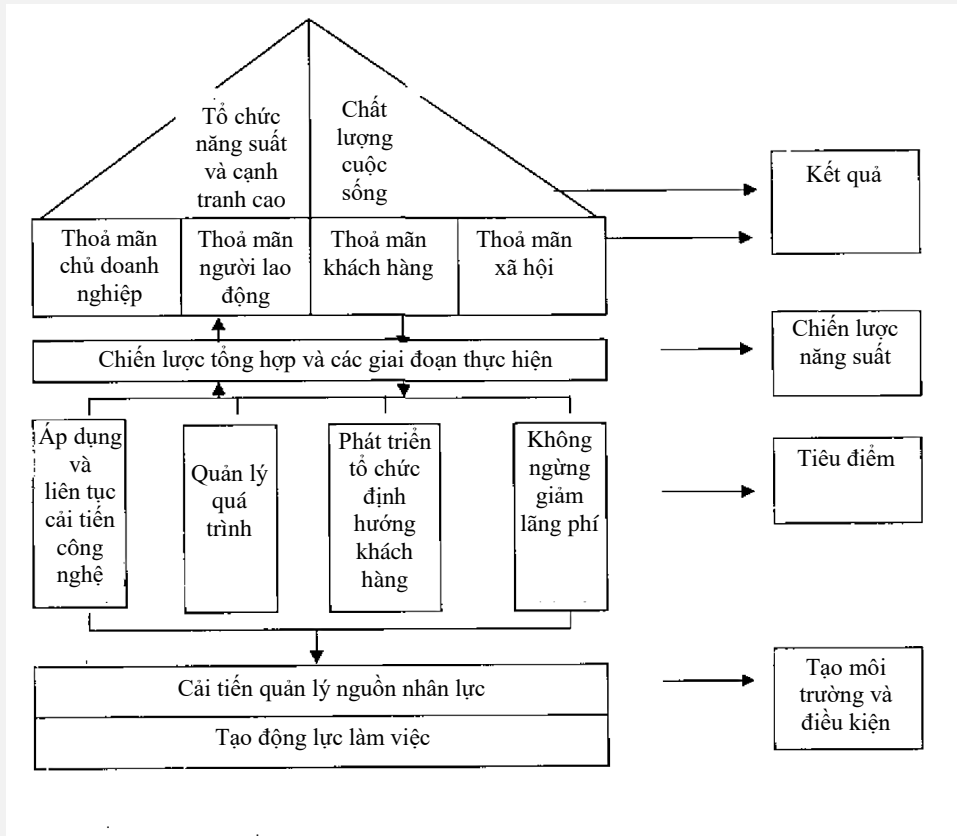 Tổ chức
năng suất
và cạnh
tranh cao
Chất
lượng
cuộc
sống
Kết quả
Thoả mãn
chủ doanh
nghiệp
Thoả mãn
người lao
động
Thoả mãn
khách hàng
Thoả mãn
xã hội
Chiến lược tổng hợp và các giai đoạn thực hiện
Chiến lược
năng suất
Áp dụng
và
liên tục
cải tiến
công
nghệ
Quản lý
quá
trình
Phát triển
tổ chức
định
hướng
khách
hàng
Không
ngừng
giảm
lãng phí
Tiêu điểm
Cải tiến quản lý nguồn nhân lực
Tạo động lực làm việc
Tạo môi
trường và
điều kiện